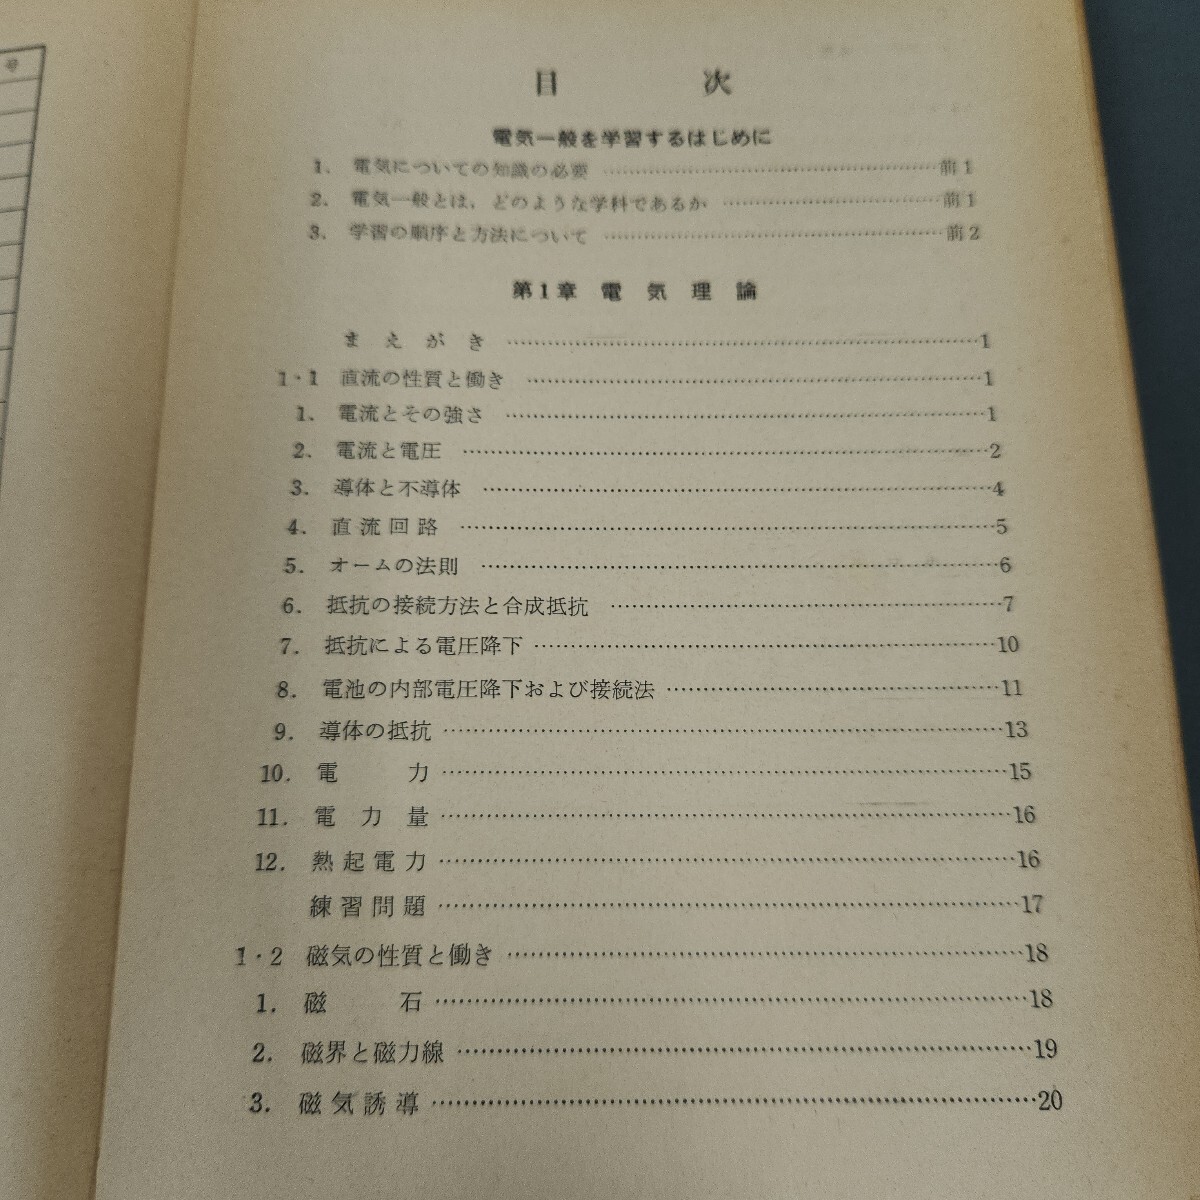 号
目次
電気一般を学習するはじめに
1. 電気についての知識の必要 ……………… 前1
2. 電気一般とは、どのような学科であるか ……………… 前1
3. 学習の順序と方法について ……………… 前2
第1章 電気理論
まえがき ……………… 1
1・1 直流の性質と働き ……………… 1
1. 電流とその強さ ……………… 1
2. 電流と電圧 ……………… 2
3. 導体と不導体 ……………… 4
4. 直流回路 ……………… 5
5. オームの法則 ……………… 6
6. 抵抗の接続方法と合成抵抗 ……………… 7
7. 抵抗による電圧降下 ……………… 10
8. 電池の内部電圧降下および接続法 ……………… 11
9. 導体の抵抗 ……………… 13
10. 電力 ……………… 15
11. 電力量 ……………… 16
12. 熱起電力 ……………… 16
練習問題 ……………… 17
1・2 磁気の性質と働き ……………… 18
1. 磁石 ……………… 18
2. 磁界と磁力線 ……………… 19
3. 磁気誘導 ……………… 20